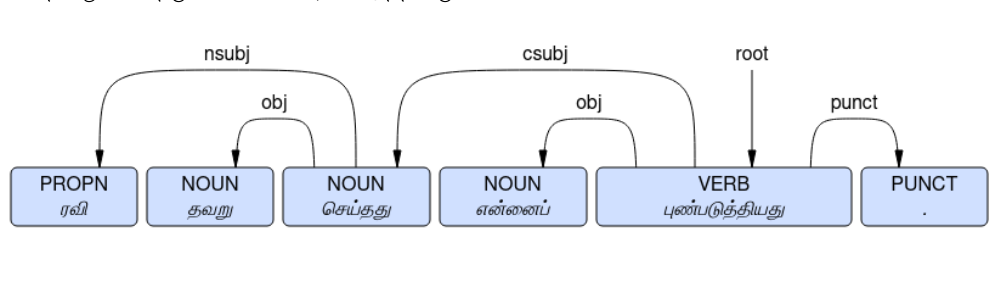 nsubj csubj root
obj obj punct
PROPN NOUN NOUN NOUN VERB PUNCT
ரவி தவறு செய்தது என்னைப் புண்படுத்தியது .